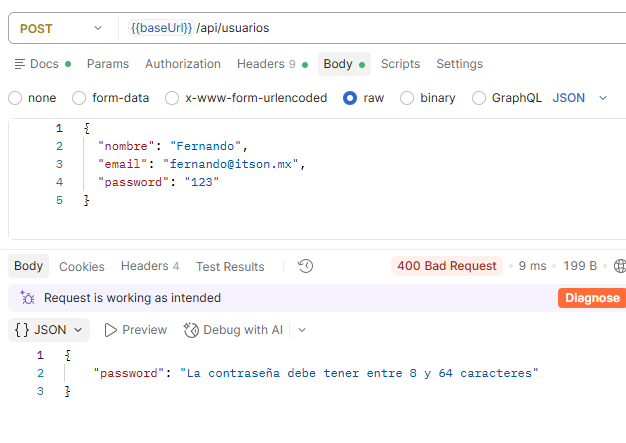 POST {{baseUrl}} /api/usuarios
Docs Params Authorization Headers 9 Body Scripts Settings
none form-data x-www-form-urlencoded raw binary GraphQL JSON
1 {
2 "nombre": "Fernando",
3 "email": "fernando@itson.mx",
4 "password": "123"
5 }
Body Cookies Headers 4 Test Results 400 Bad Request 9 ms 199 B
Request is working as intended Diagnose
{} JSON Preview Debug with AI
1 {
2 "password": "La contraseña debe tener entre 8 y 64 caracteres"
3 }